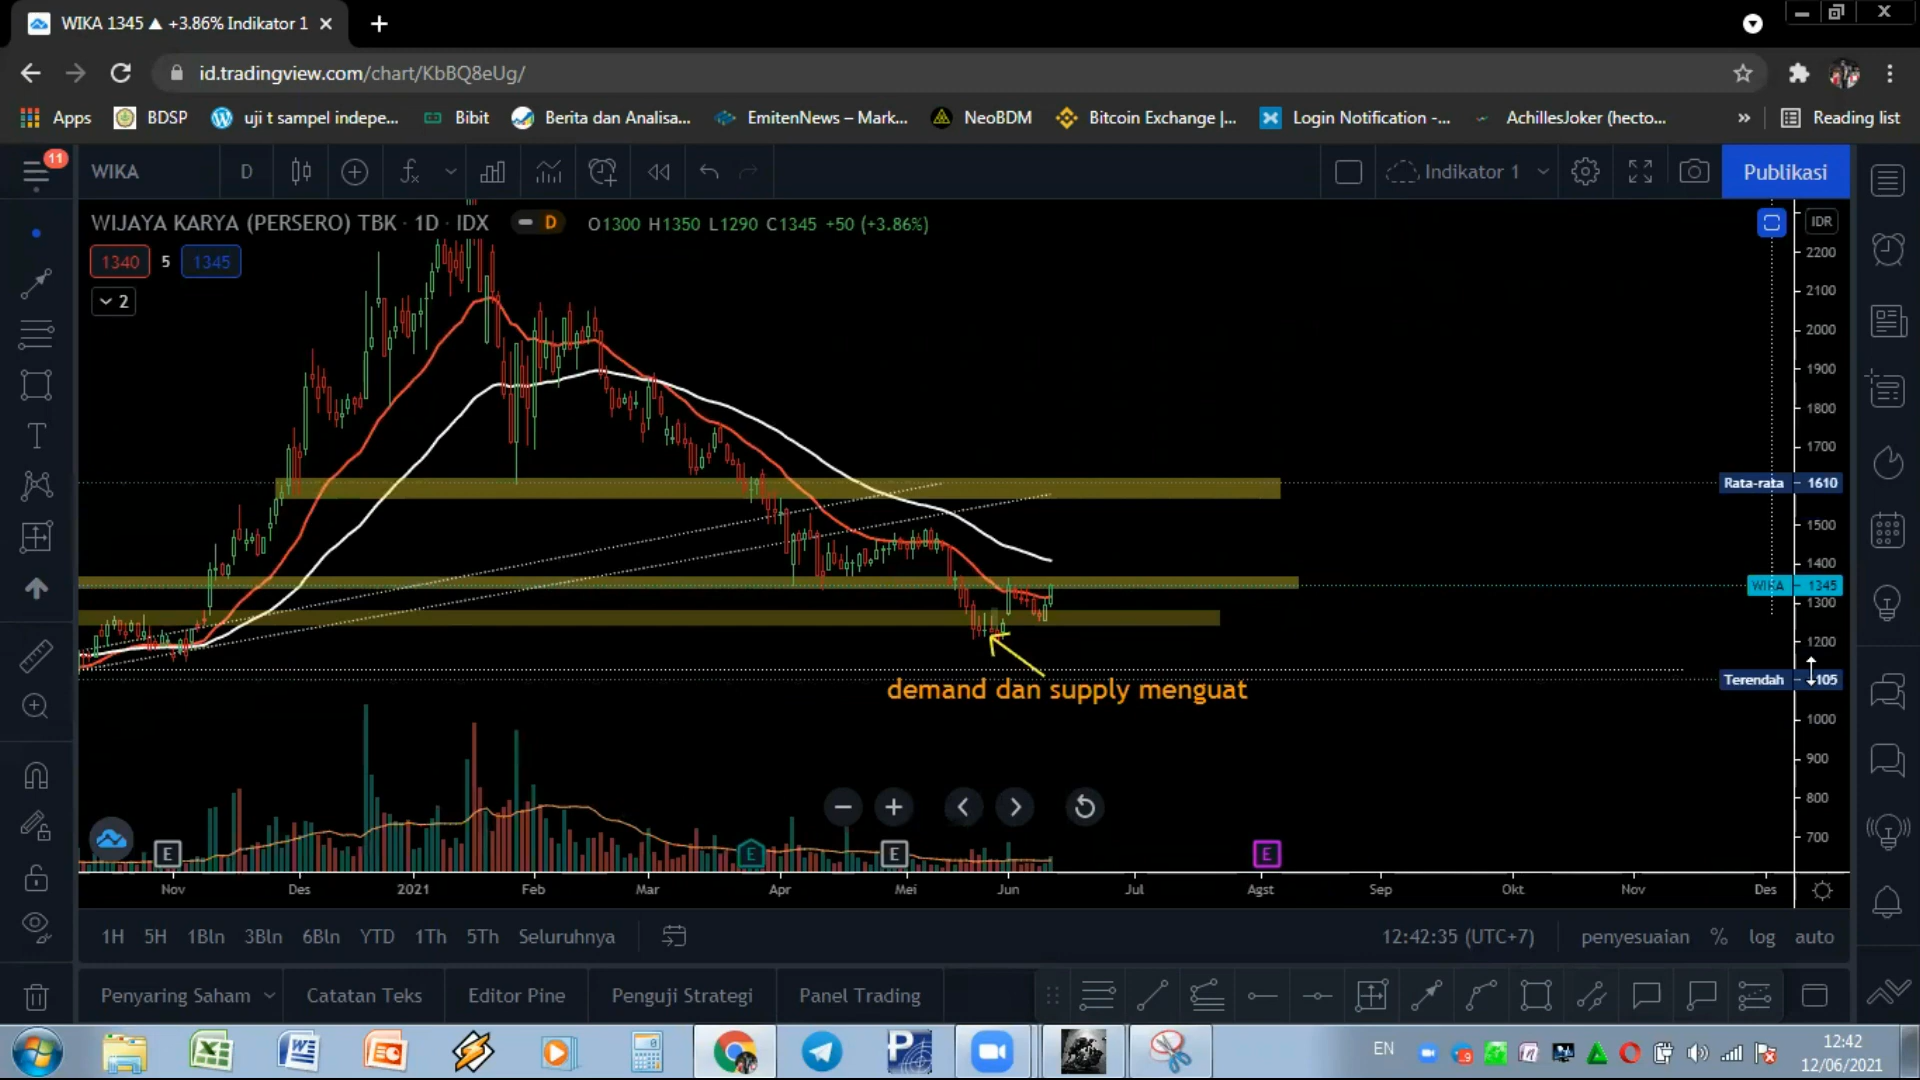 WIKA 1345 ▲ +3.86% Indikator 1
id.tradingview.com/chart/KbBQ8eUg/
Apps BDSP uji t sampel indepe... Bibit Berita dan Analisa... EmitenNews – Mark... NeoBDM Bitcoin Exchange |... Login Notification -... AchillesJoker (hecto... » Reading list
11
WIKA D Indikator 1 Publikasi
WIJAYA KARYA (PERSERO) TBK · 1D · IDX D O1300 H1350 L1290 C1345 +50 (+3.86%) IDR
1340 5 1345
2
2200
2100
2000
1900
1800
1700
Rata-rata 1610
1500
1400
WIKA 1345
1300
1200
Terendah 105
demand dan supply menguat
1000
900
800
700
E E E E
Nov Des 2021 Feb Mar Apr Mei Jun Jul Agst Sep Okt Nov Des
1H 5H 1Bln 3Bln 6Bln YTD 1Th 5Th Seluruhnya 12:42:35 (UTC+7) penyesuaian % log auto
Penyaring Saham Catatan Teks Editor Pine Penguji Strategi Panel Trading
EN 12:42
12/06/2021